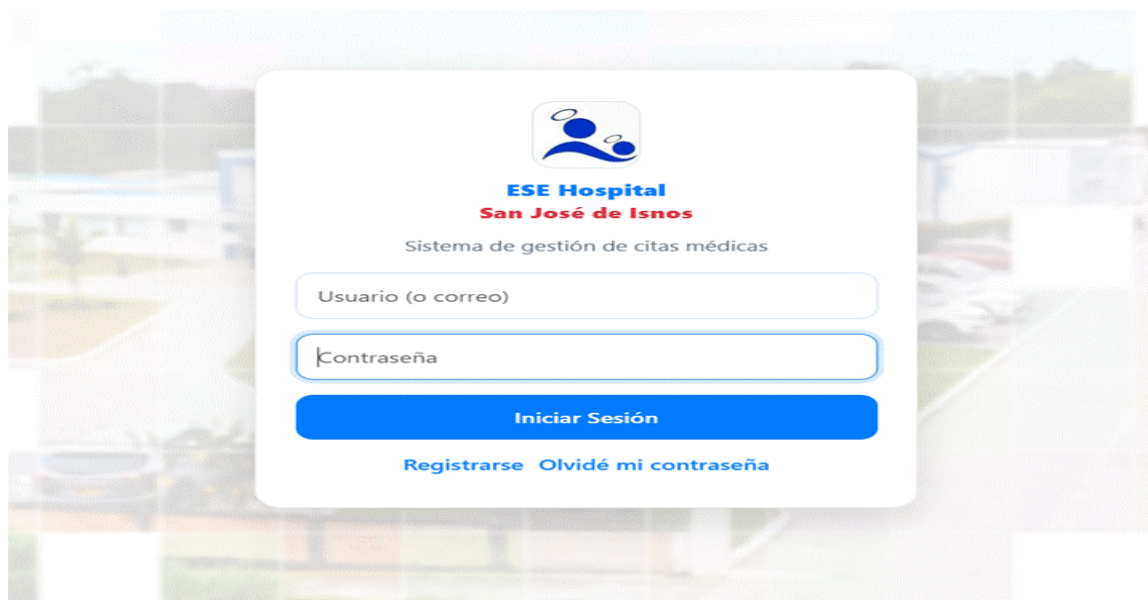 ESE Hospital
San José de Isnos
Sistema de gestión de citas médicas
Usuario (o correo)
Contraseña
Iniciar Sesión
Registrarse Olvidé mi contraseña